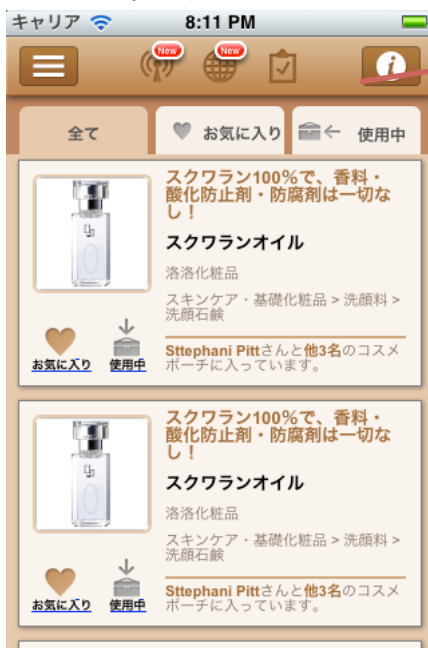 キャリア 8:11 PM
New New
全て お気に入り 使用中
スクワラン100%で、香料・
酸化防止剤・防腐剤は一切な
し！
スクワランオイル
洛洛化粧品
スキンケア・基礎化粧品 > 洗顔料 >
洗顔石鹸
お気に入り 使用中
Sttephani Pittさんと他3名のコスメ
ポーチに入っています。
スクワラン100%で、香料・
酸化防止剤・防腐剤は一切な
し！
スクワランオイル
洛洛化粧品
スキンケア・基礎化粧品 > 洗顔料 >
洗顔石鹸
お気に入り 使用中
Sttephani Pittさんと他3名のコスメ
ポーチに入っています。